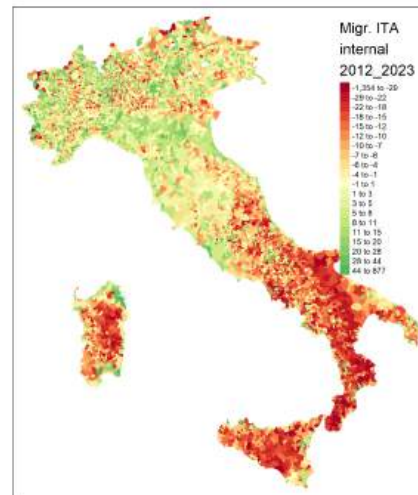 Migr. ITA
internal
2012_2023
-1,354 to -29
-29 to -22
-22 to -18
-18 to -15
-15 to -12
-12 to -10
-10 to -7
-7 to -6
-4 to -1
-1 to 1
1 to 3
3 to 5
5 to 8
8 to 11
11 to 15
15 to 20
20 to 28
28 to 44
44 to 877